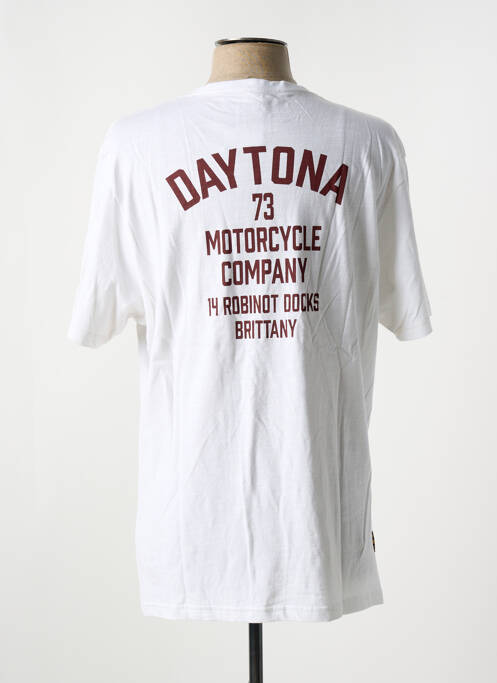 DAYTONA
73
MOTORCYCLE
COMPANY
14 ROBINOT DOCKS
BRITTANY